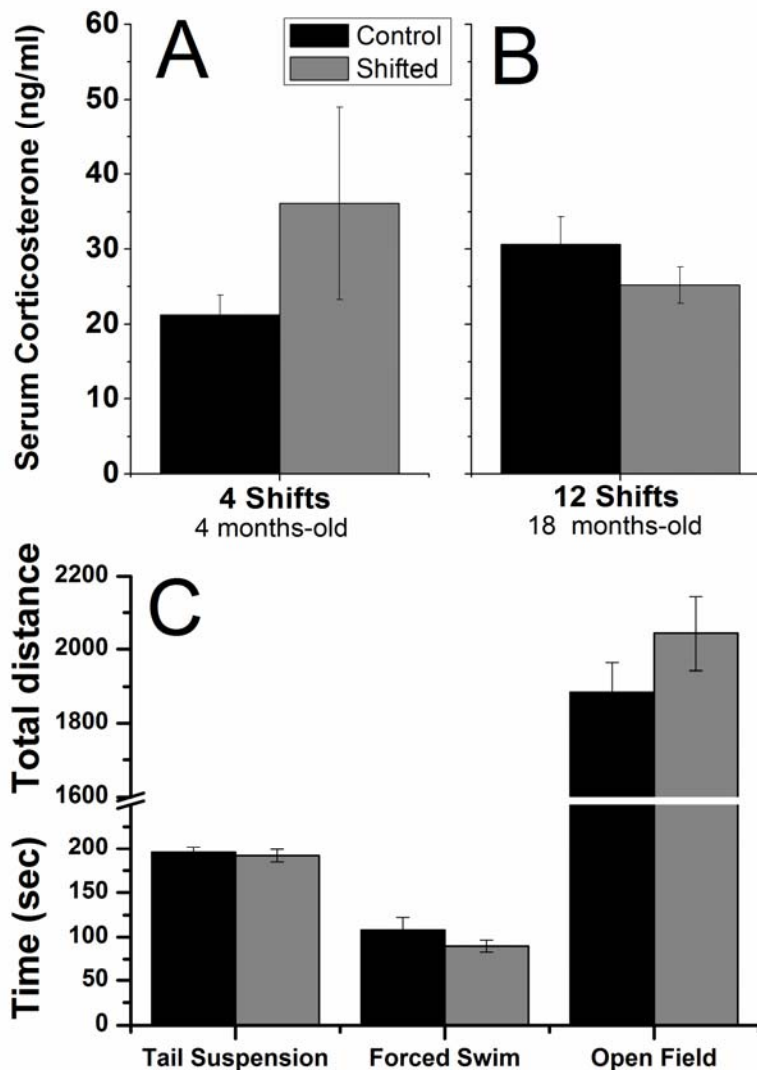 A
Control
Shifted
B
Serum Corticosterone (ng/ml)
60
50
40
30
20
10
0
4 Shifts
4 months-old
12 Shifts
18 months-old
C
Total distance
2200
2000
1800
1600
Time (sec)
200
150
100
50
0
Tail Suspension
Forced Swim
Open Field